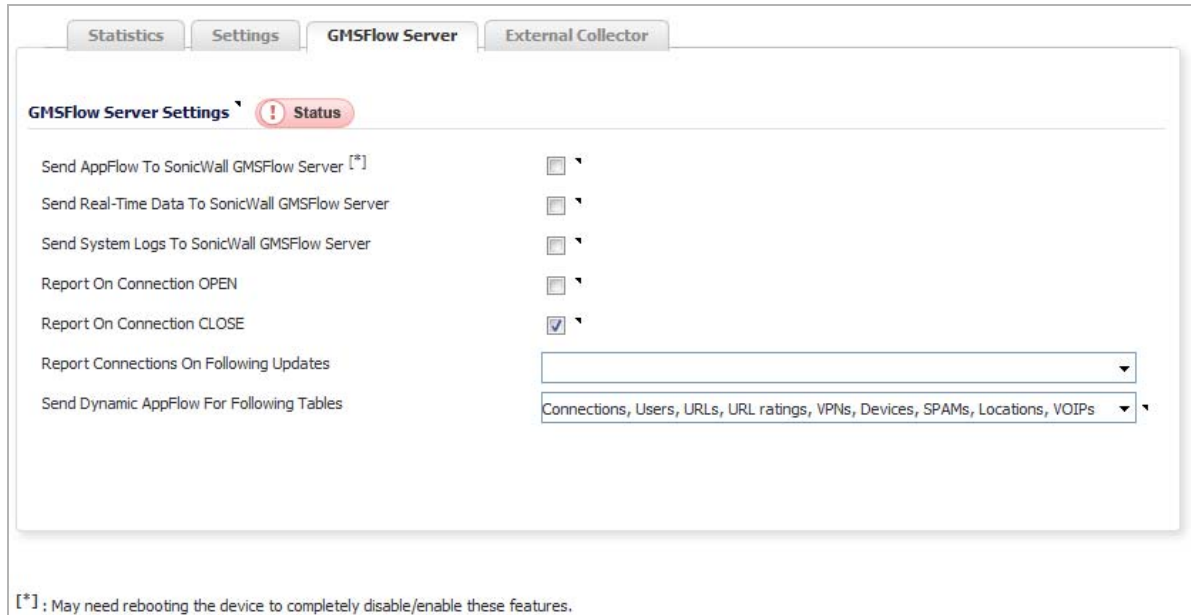 Statistics Settings GMSFlow Server External Collector
GMSFlow Server Settings ! Status
Send AppFlow To SonicWall GMSFlow Server [*]
Send Real-Time Data To SonicWall GMSFlow Server
Send System Logs To SonicWall GMSFlow Server
Report On Connection OPEN
Report On Connection CLOSE
Report Connections On Following Updates
Send Dynamic AppFlow For Following Tables Connections, Users, URLs, URL ratings, VPNs, Devices, SPAMs, Locations, VOIPs
[*] : May need rebooting the device to completely disable/enable these features.